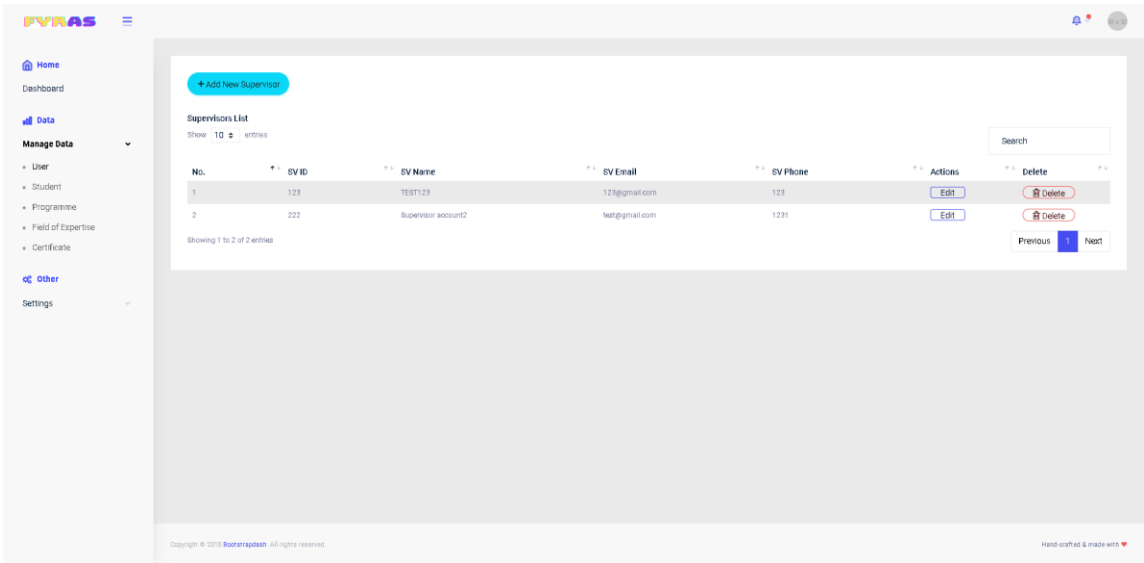 FVRAS
Home
Dashboard
Data
Manage Data
User
Student
Programme
Field of Expertise
Certificate
Other
Settings
+ Add New Supervisor
Supervisors List
Show 10 entries
Search
No. SV ID SV Name SV Email SV Phone Actions Delete
1 123 TEST123 123@gmail.com 123 Edit Delete
2 222 Supervisor account2 test@gmail.com 1231 Edit Delete
Showing 1 to 2 of 2 entries
Previous 1 Next
Copyright © 2018 Bootstrapdash. All rights reserved.
Hand-crafted & made with